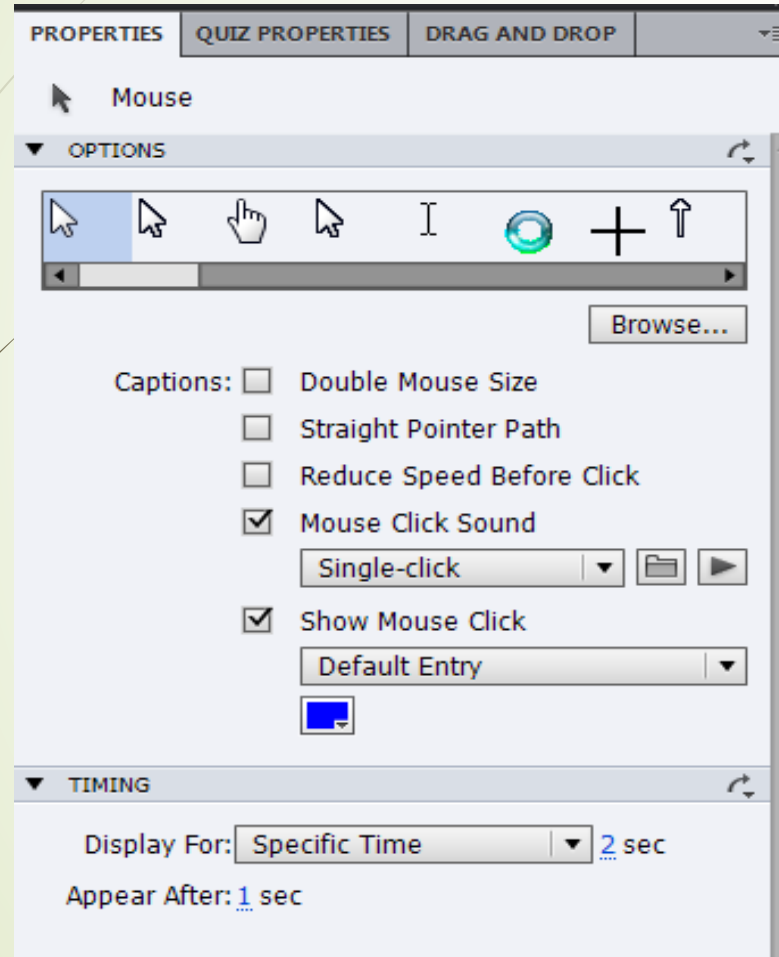 PROPERTIES QUIZ PROPERTIES DRAG AND DROP
Mouse
OPTIONS
Browse...
Captions: Double Mouse Size
Straight Pointer Path
Reduce Speed Before Click
Mouse Click Sound
Single-click
Show Mouse Click
Default Entry
TIMING
Display For: Specific Time 2 sec
Appear After: 1 sec